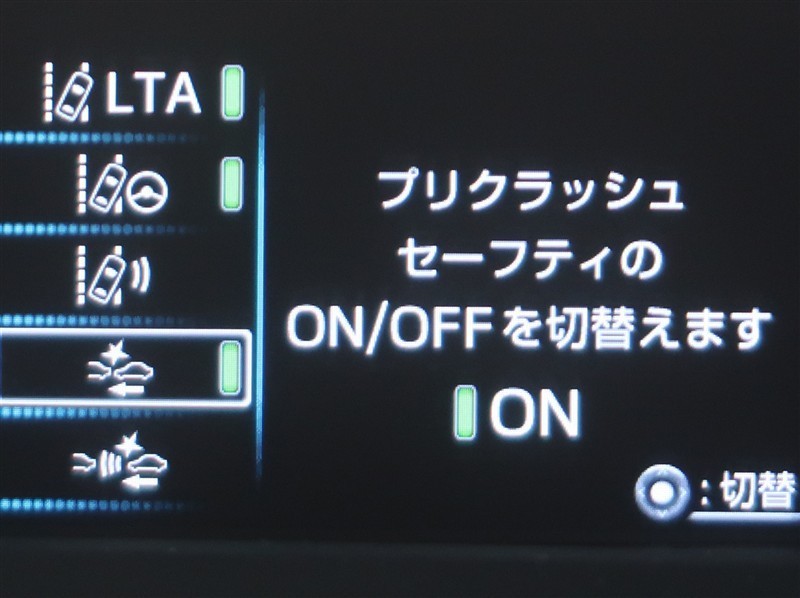 LTA
プリクラッシュ
セーフティの
ON/OFFを切替えます
ON
:切替